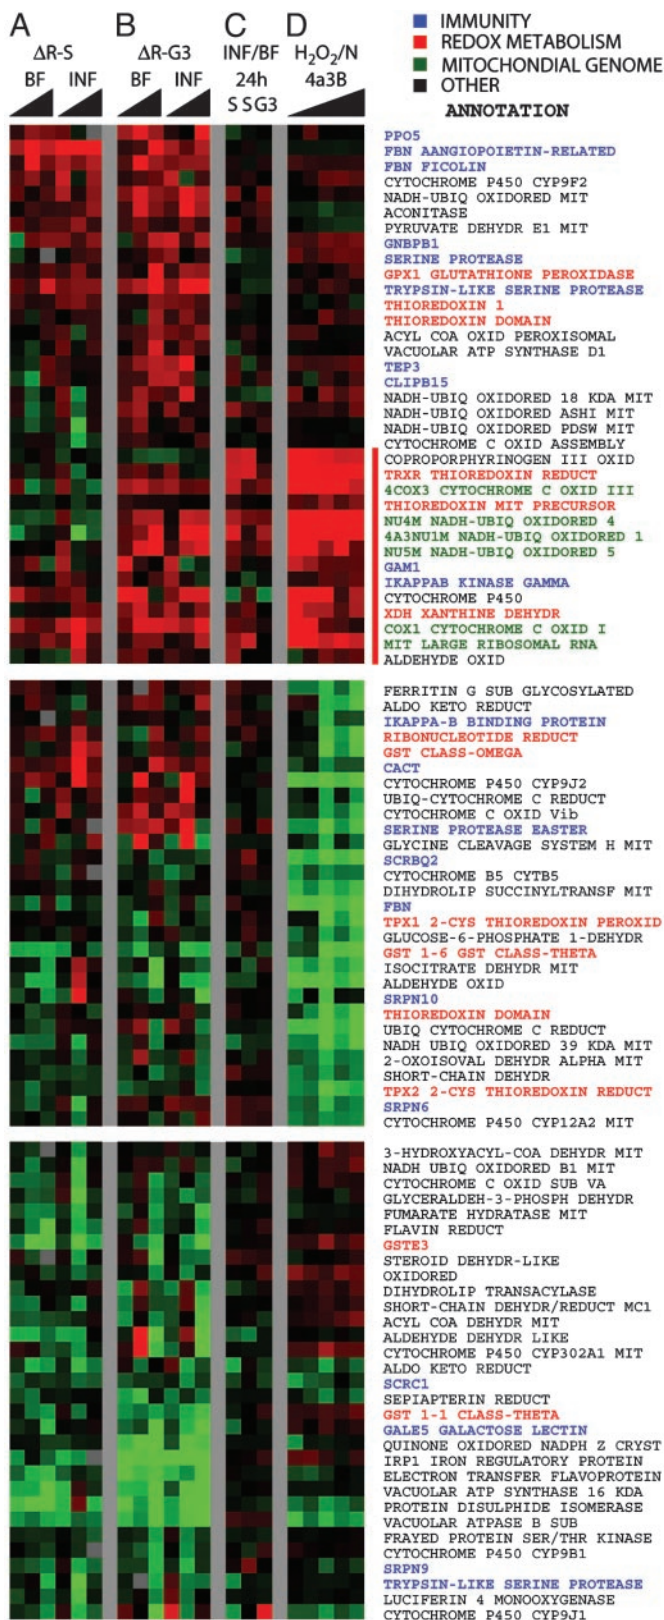 A B C D
ΔR-S ΔR-G3 INF/BF H₂O₂/N
BF INF BF INF 24h 4a3B
S S G3
IMMUNITY
REDOX METABOLISM
MITOCHONDIAL GENOME
OTHER
ANNOTATION
PPO5
FBN AANGIOPOIETIN-RELATED
FBN FICOLIN
CYTOCHROME P450 CYP9F2
NADH-UBIQ OXIDORED MIT
ACONITASE
PYRUVATE DEHYDR E1 MIT
GNBPB1
SERINE PROTEASE
GPX1 GLUTATHIONE PEROXIDASE
TRYPSIN-LIKE SERINE PROTEASE
THIOREDOXIN 1
THIOREDOXIN DOMAIN
ACYL COA OXID PEROXISOMAL
VACUOLAR ATP SYNTHASE D1
TEP3
CLIPB15
NADH-UBIQ OXIDORED 18 KDA MIT
NADH-UBIQ OXIDORED ASHI MIT
NADH-UBIQ OXIDORED PDSW MIT
CYTOCHROME C OXID ASSEMBLY
COPROPORPHYRINOGEN III OXID
TRXR THIOREDOXIN REDUCT
4COX3 CYTOCHROME C OXID III
THIOREDOXIN MIT PRECURSOR
NU4M NADH-UBIQ OXIDORED 4
4A3NU1M NADH-UBIQ OXIDORED 1
NU5M NADH-UBIQ OXIDORED 5
GAM1
IKAPPAB KINASE GAMMA
CYTOCHROME P450
XDH XANTHINE DEHYDR
COX1 CYTOCHROME C OXID I
MIT LARGE RIBOSOMAL RNA
ALDEHYDE OXID
FERRITIN G SUB GLYCOSYLATED
ALDO KETO REDUCT
IKAPPA-B BINDING PROTEIN
RIBONUCLEOTIDE REDUCT
GST CLASS-OMEGA
CACT
CYTOCHROME P450 CYP9J2
UBIQ-CYTOCHROME C REDUCT
CYTOCHROME C OXID Vib
SERINE PROTEASE EASTER
GLYCINE CLEAVAGE SYSTEM H MIT
SCRBQ2
CYTOCHROME B5 CYTB5
DIHYDROLIP SUCCINYLTRANSF MIT
FBN
TPX1 2-CYS THIOREDOXIN PEROXID
GLUCOSE-6-PHOSPHATE 1-DEHYDR
GST 1-6 GST CLASS-THETA
ISOCITRATE DEHYDR MIT
ALDEHYDE OXID
SRPN10
THIOREDOXIN DOMAIN
UBIQ CYTOCHROME C REDUCT
NADH UBIQ OXIDORED 39 KDA MIT
2-OXOISOVAL DEHYDR ALPHA MIT
SHORT-CHAIN DEHYDR
TPX2 2-CYS THIOREDOXIN REDUCT
SRPN6
CYTOCHROME P450 CYP12A2 MIT
3-HYDROXYACYL-COA DEHYDR MIT
NADH UBIQ OXIDORED B1 MIT
CYTOCHROME C OXID SUB VA
GLYCERALDEH-3-PHOSPH DEHYDR
FUMARATE HYDRATASE MIT
FLAVIN REDUCT
GSTE3
STEROID DEHYDR-LIKE
OXIDORED
DIHYDROLIP TRANSACYLASE
SHORT-CHAIN DEHYDR/REDUCT MC1
ACYL COA DEHYDR MIT
ALDEHYDE DEHYDR LIKE
CYTOCHROME P450 CYP302A1 MIT
ALDO KETO REDUCT
SCRC1
SEPIAPTERIN REDUCT
GST 1-1 CLASS-THETA
GALE5 GALACTOSE LECTIN
QUINONE OXIDORED NADPH Z CRYST
IRP1 IRON REGULATORY PROTEIN
ELECTRON TRANSFER FLAVOPROTEIN
VACUOLAR ATP SYNTHASE 16 KDA
PROTEIN DISULPHIDE ISOMERASE
VACUOLAR ATPASE B SUB
FRAYED PROTEIN SER/THR KINASE
CYTOCHROME P450 CYP9B1
SRPN9
TRYPSIN-LIKE SERINE PROTEASE
LUCIFERIN 4 MONOOXYGENASE
CYTOCHROME P450 CYP9J1